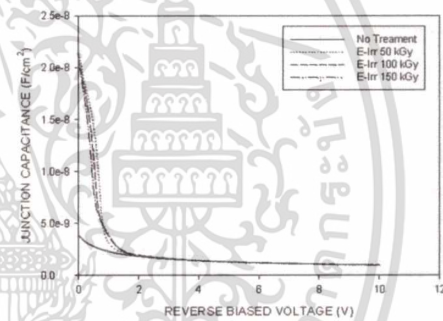 No Treament
E-Irr 50 kGy
E-Irr 100 kGy
E-Irr 150 kGy
JUNCTION CAPACITANCE (F/cm²)
2.5e-8
2.0e-8
1.5e-8
1.0e-8
5.0e-9
0.0
0 2 4 6 8 10 12
REVERSE BIASED VOLTAGE (V)